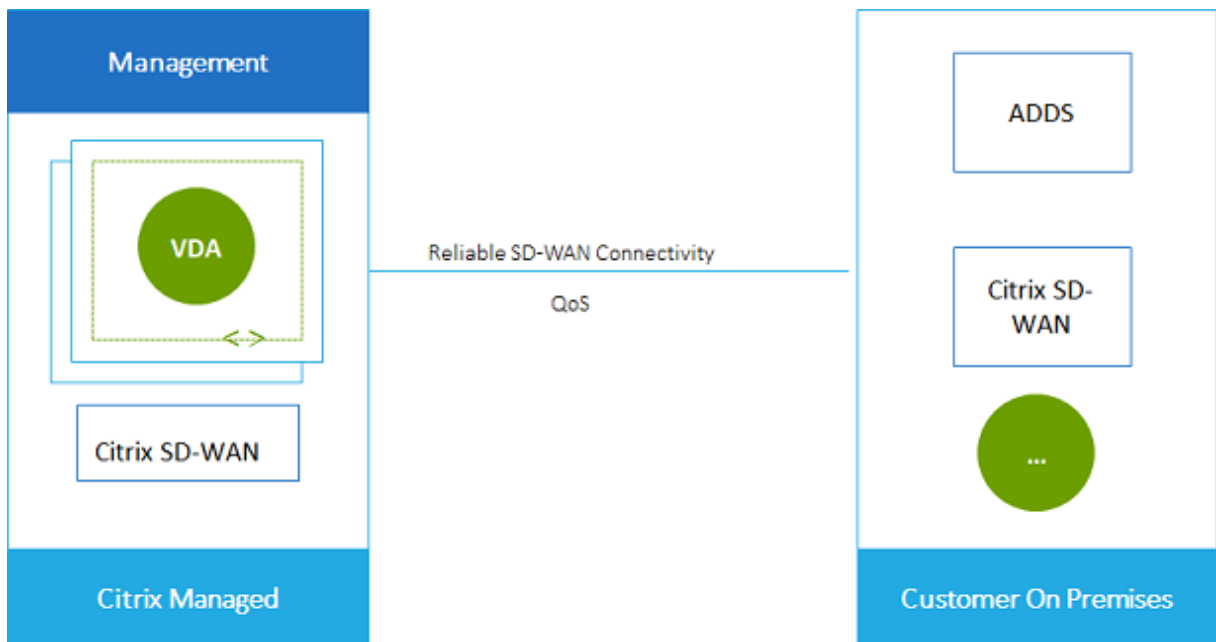 Management
VDA
Citrix SD-WAN
Citrix Managed
Reliable SD-WAN Connectivity
QoS
ADDS
Citrix SD-
WAN
...
Customer On Premises